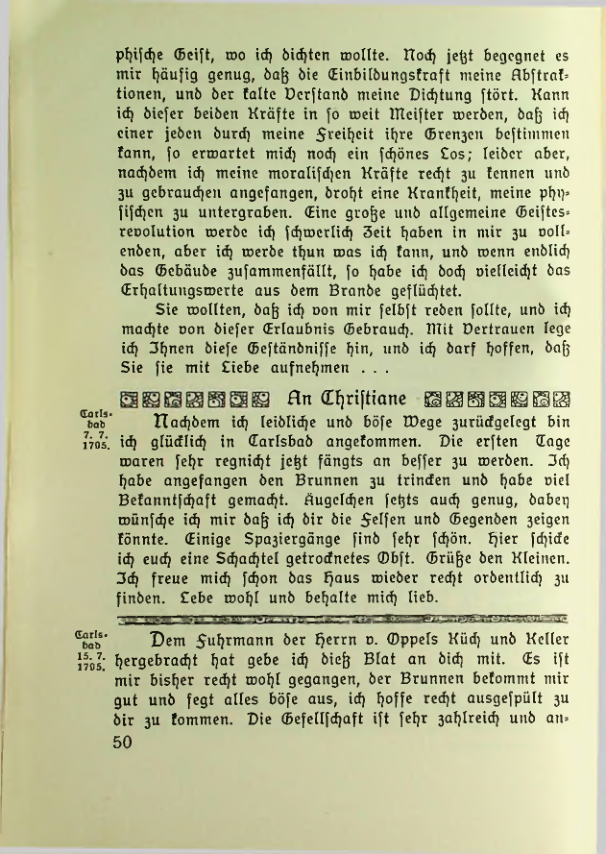 phiſche Geiſt, wo ich dichten wollte. Noch jetzt begegnet es
mir häufig genug, daß die Einbildungskraft meine Abſtrak-
tionen, und der kalte Verſtand meine Dichtung ſtört. Kann
ich dieſer beiden Kräfte in ſo weit Meiſter werden, daß ich
einer jeden durch meine Freiheit ihre Grenzen beſtimmen
kann, ſo erwartet mich noch ein ſchönes Los; leider aber,
nachdem ich meine moraliſchen Kräfte recht zu kennen und
zu gebrauchen angefangen, droht eine Krankheit, meine phy-
ſiſchen zu untergraben. Eine große und allgemeine Geiſtes-
revolution werde ich ſchwerlich Zeit haben in mir zu voll-
enden, aber ich werde thun was ich kann, und wenn endlich
das Gebäude zuſammenfällt, ſo habe ich doch vielleicht das
Erhaltungswerte aus dem Brande geflüchtet.
Sie wollten, daß ich von mir ſelbſt reden ſollte, und ich
machte von dieſer Erlaubnis Gebrauch. Mit Vertrauen lege
ich Ihnen dieſe Geſtändniſſe hin, und ich darf hoffen, daß
Sie ſie mit Liebe aufnehmen . . .
An Chriſtiane
Carls-
bad
7. 7.
1795.
Nachdem ich leidliche und böſe Wege zurückgelegt bin
ich glücklich in Carlsbad angekommen. Die erſten Tage
waren ſehr regnicht jetzt fängts an beſſer zu werden. Ich
habe angefangen den Brunnen zu trincken und habe viel
Bekanntſchaft gemacht. Äugelchen ſetzts auch genug, dabey
wünſche ich mir daß ich dir die Felſen und Gegenden zeigen
könnte. Einige Spaziergänge ſind ſehr ſchön. Hier ſchicke
ich euch eine Schachtel getrocknetes Obſt. Grüße den Kleinen.
Ich freue mich ſchon das Haus wieder recht ordentlich zu
finden. Lebe wohl und behalte mich lieb.
Carls-
bad
15. 7.
1795.
Dem Fuhrmann der Herrn v. Oppels Küch und Keller
hergebracht hat gebe ich dieß Blat an dich mit. Es iſt
mir bisher recht wohl gegangen, der Brunnen bekommt mir
gut und fegt alles böſe aus, ich hoffe recht ausgeſpült zu
dir zu kommen. Die Geſellſchaft iſt ſehr zahlreich und an-
50